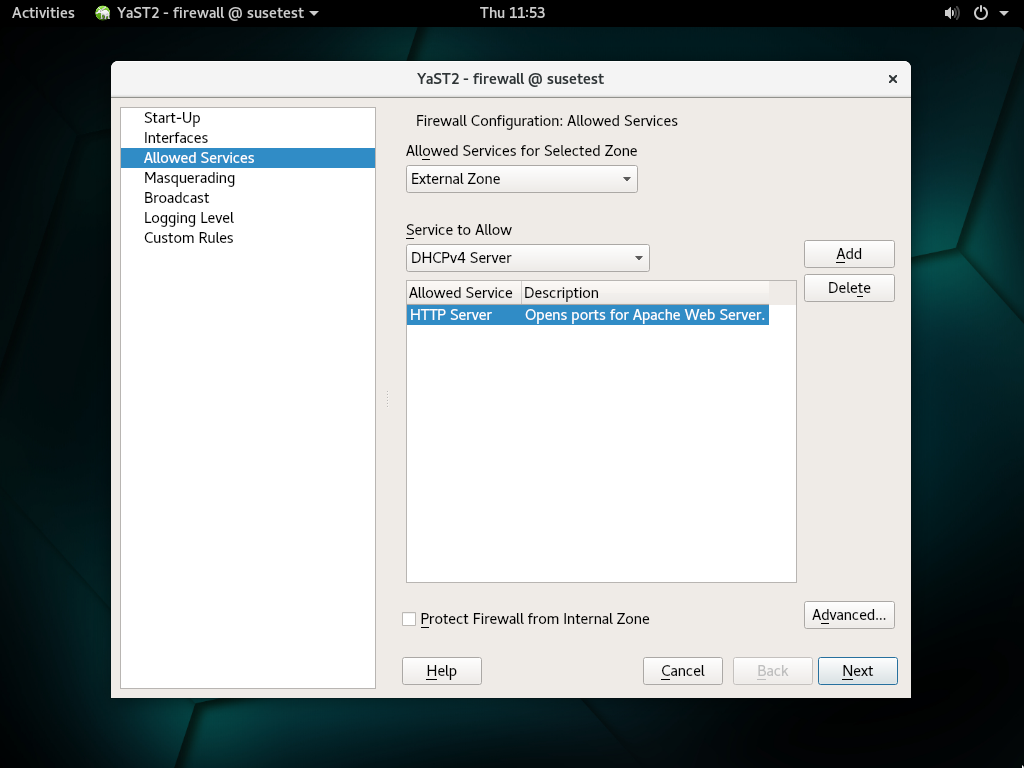 Activities YaST2 - firewall @ susetest Thu 11:53
YaST2 - firewall @ susetest
Start-Up
Interfaces
Allowed Services
Masquerading
Broadcast
Logging Level
Custom Rules
Firewall Configuration: Allowed Services
Allowed Services for Selected Zone
External Zone
Service to Allow
DHCPv4 Server
Add
Delete
Allowed Service Description
HTTP Server Opens ports for Apache Web Server.
Protect Firewall from Internal Zone
Advanced...
Help Cancel Back Next